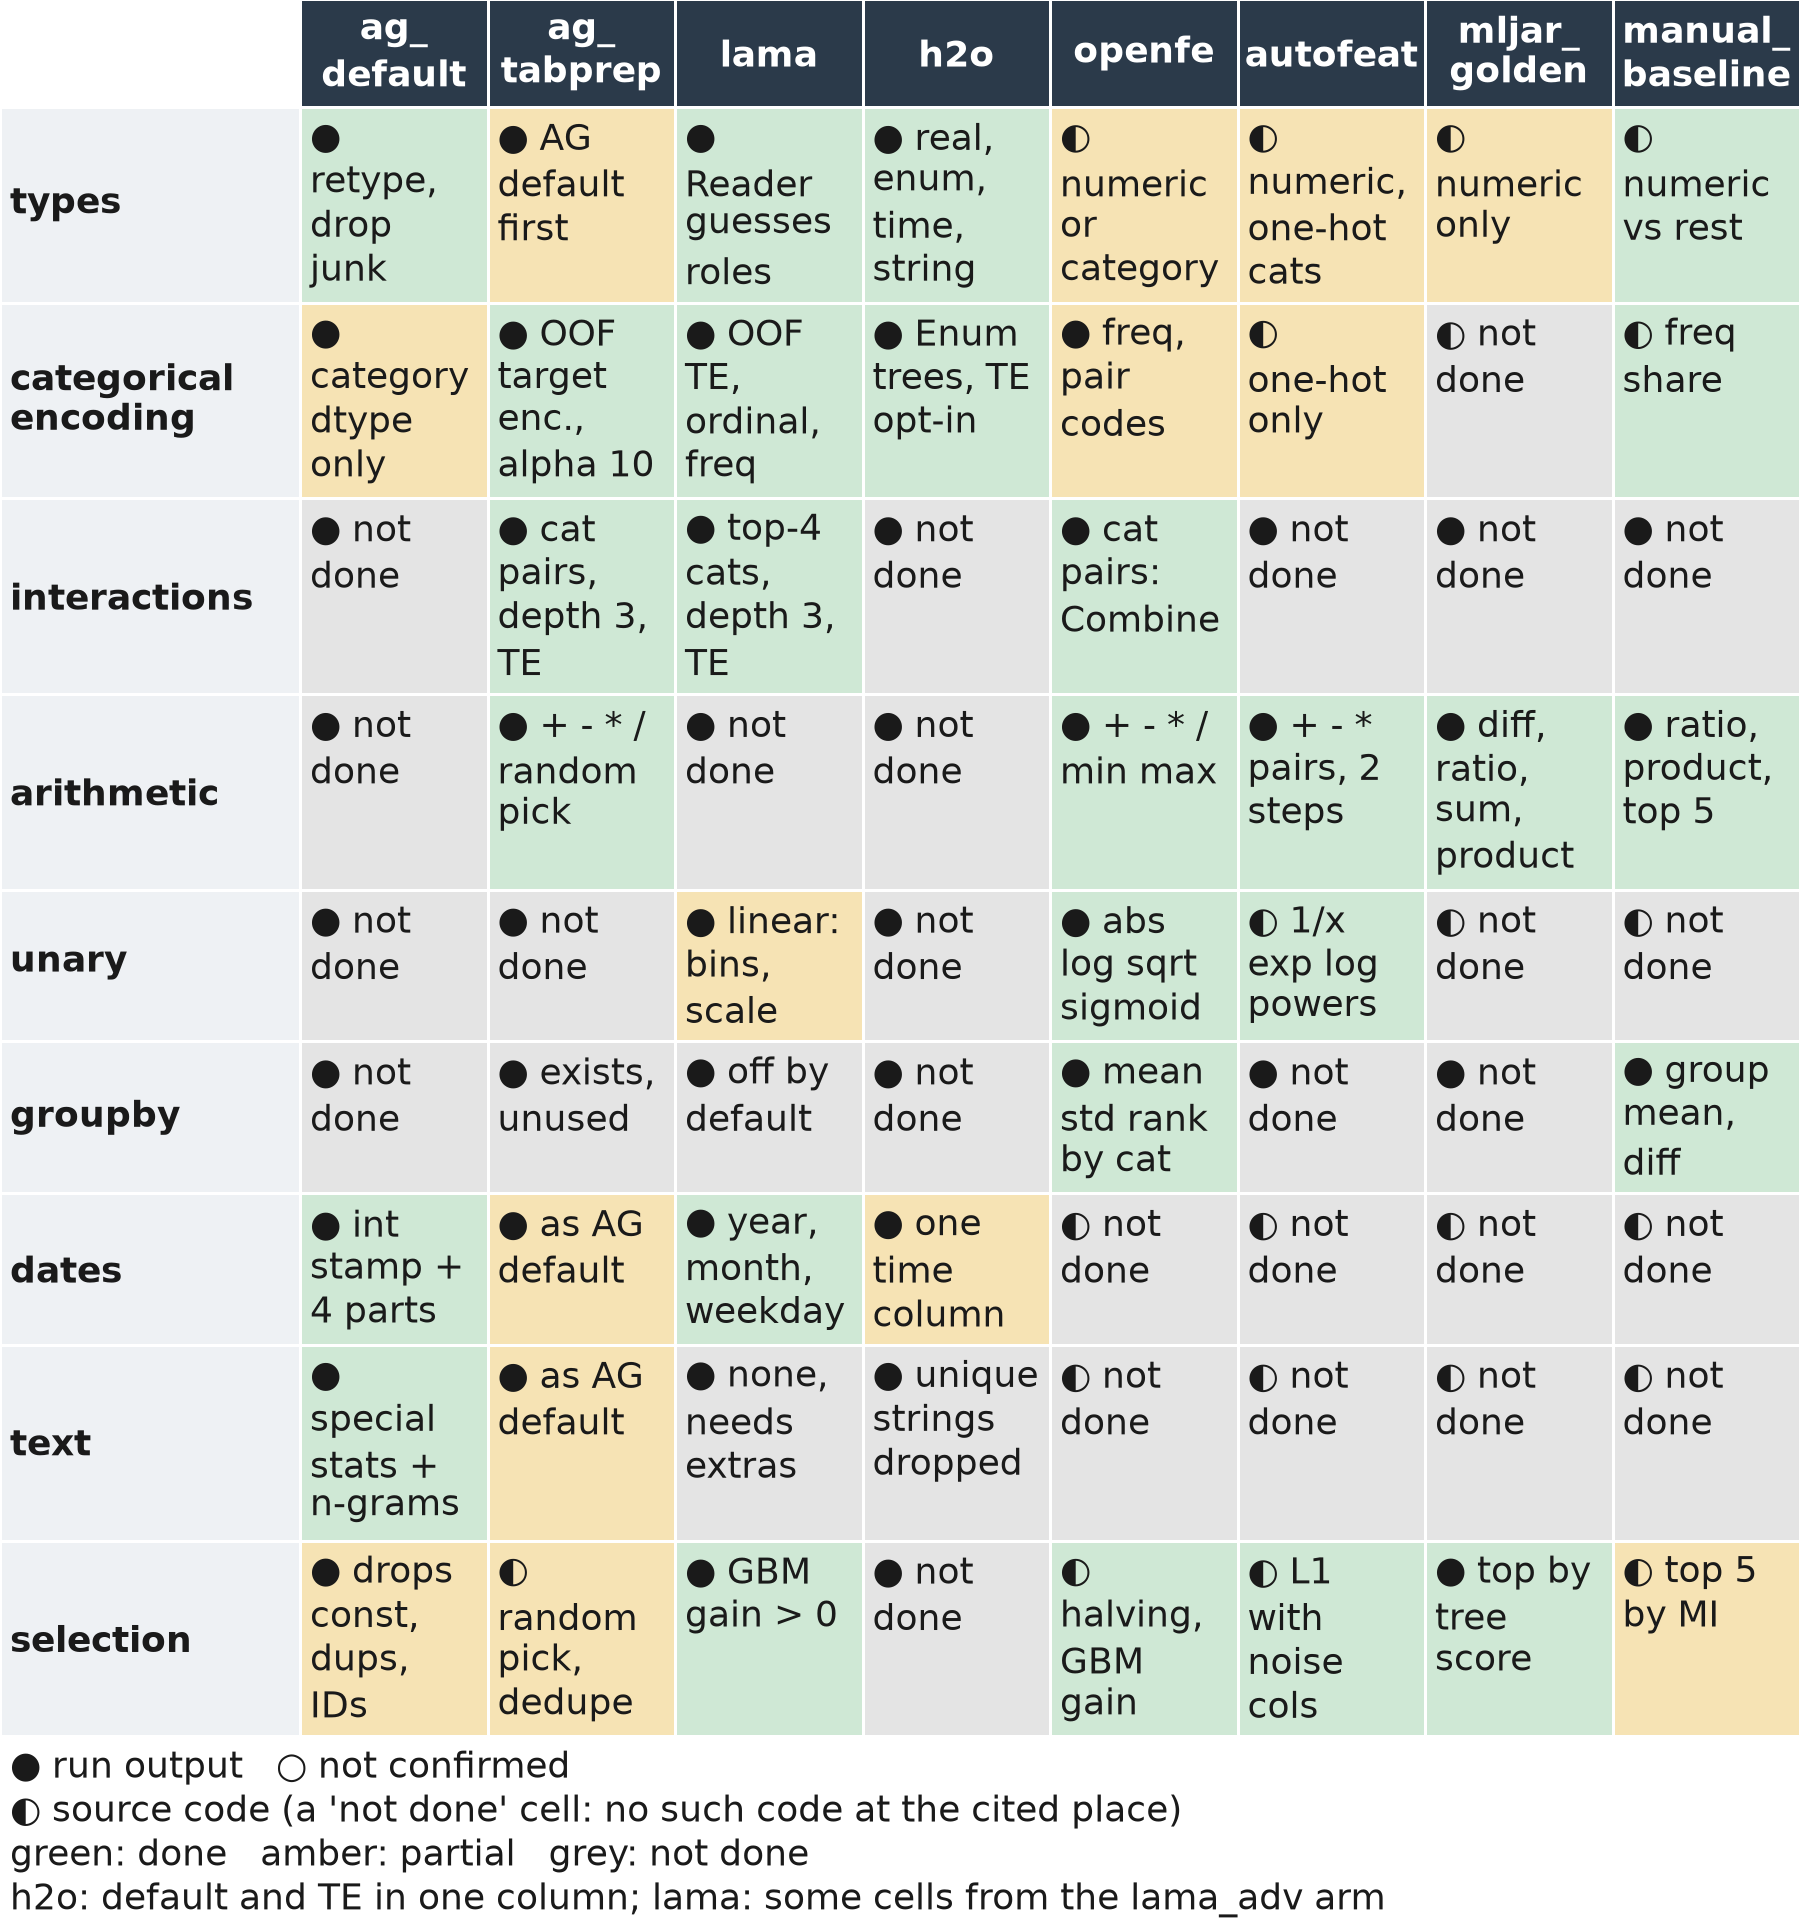 ag_
default
ag_
tabprep
lama
h2o
openfe
autofeat
mljar_
golden
manual_
baseline
types
●
retype,
drop
junk
● AG
default
first
●
Reader
guesses
roles
● real,
enum,
time,
string
◐
numeric
or
category
◐
numeric,
one-hot
cats
◐
numeric
only
◐
numeric
vs rest
categorical
encoding
●
category
dtype
only
● OOF
target
enc.,
alpha 10
● OOF
TE,
ordinal,
freq
● Enum
trees, TE
opt-in
● freq,
pair
codes
◐
one-hot
only
◐ not
done
◐ freq
share
interactions
● not
done
● cat
pairs,
depth 3,
TE
● top-4
cats,
depth 3,
TE
● not
done
● cat
pairs:
Combine
● not
done
● not
done
● not
done
arithmetic
● not
done
● + - * /
random
pick
● not
done
● not
done
● + - * /
min max
● + - *
pairs, 2
steps
● diff,
ratio,
sum,
product
● ratio,
product,
top 5
unary
● not
done
● not
done
● linear:
bins,
scale
● not
done
● abs
log sqrt
sigmoid
◐ 1/x
exp log
powers
◐ not
done
◐ not
done
groupby
● not
done
● exists,
unused
● off by
default
● not
done
● mean
std rank
by cat
● not
done
● not
done
● group
mean,
diff
dates
● int
stamp +
4 parts
● as AG
default
● year,
month,
weekday
● one
time
column
◐ not
done
◐ not
done
◐ not
done
◐ not
done
text
●
special
stats +
n-grams
● as AG
default
● none,
needs
extras
● unique
strings
dropped
◐ not
done
◐ not
done
◐ not
done
◐ not
done
selection
● drops
const,
dups,
IDs
◐
random
pick,
dedupe
● GBM
gain > 0
● not
done
◐
halving,
GBM
gain
◐ L1
with
noise
cols
● top by
tree
score
◐ top 5
by MI
● run output ○ not confirmed
◐ source code (a 'not done' cell: no such code at the cited place)
green: done amber: partial grey: not done
h2o: default and TE in one column; lama: some cells from the lama_adv arm